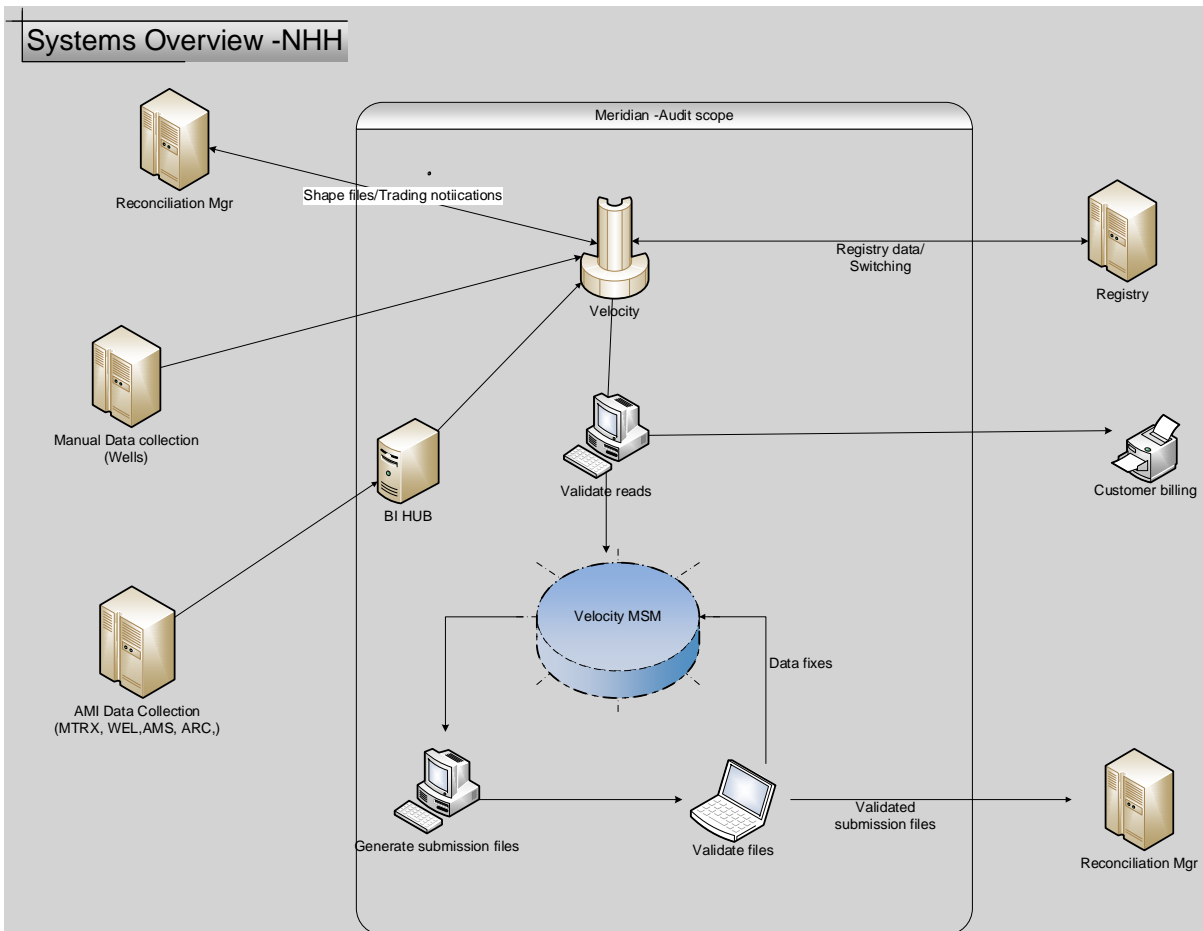 Systems Overview -NHH
Meridian -Audit scope
Reconciliation Mgr
Shape files/Trading notiications
Velocity
Registry data/
Switching
Registry
Manual Data collection
(Wells)
BI HUB
Validate reads
Customer billing
Velocity MSM
Data fixes
AMI Data Collection
(MTRX, WEL,AMS, ARC,)
Generate submission files
Validate files
Validated
submission files
Reconciliation Mgr